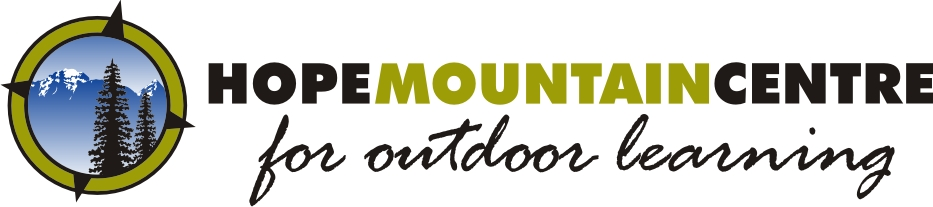 HOPEMOUNTAINCENTRE
for outdoor learning